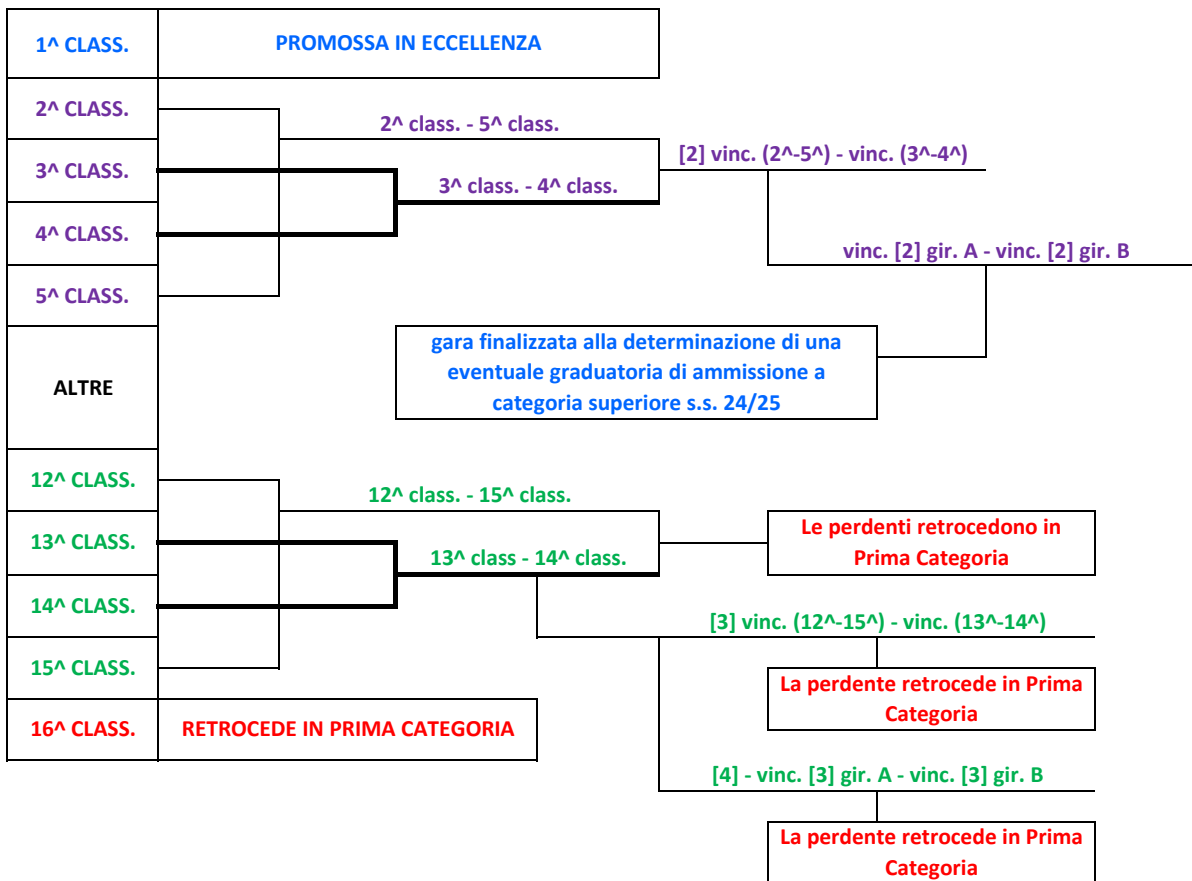 1^ CLASS.
PROMOSSA IN ECCELLENZA
2^ CLASS.
2^ class. - 5^ class.
3^ CLASS.
[2] vinc. (2^-5^) - vinc. (3^-4^)
3^ class. - 4^ class.
4^ CLASS.
vinc. [2] gir. A - vinc. [2] gir. B
5^ CLASS.
gara finalizzata alla determinazione di una
eventuale graduatoria di ammissione a
categoria superiore s.s. 24/25
ALTRE
12^ CLASS.
12^ class. - 15^ class.
13^ CLASS.
Le perdenti retrocedono in
Prima Categoria
13^ class - 14^ class.
14^ CLASS.
[3] vinc. (12^-15^) - vinc. (13^-14^)
15^ CLASS.
La perdente retrocede in Prima
Categoria
16^ CLASS.
RETROCEDE IN PRIMA CATEGORIA
[4] - vinc. [3] gir. A - vinc. [3] gir. B
La perdente retrocede in Prima
Categoria